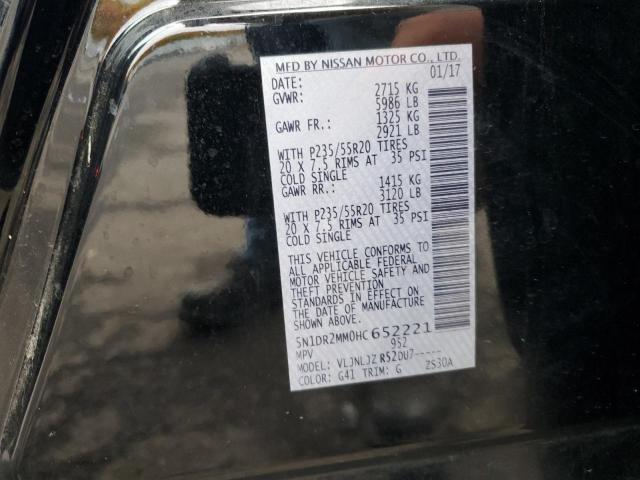 MFD BY NISSAN MOTOR CO., LTD.
DATE: 01/17
GVWR: 2715 KG
5986 LB
GAWR FR.: 1325 KG
2921 LB
WITH P235/55R20 TIRES
20 X 7.5 RIMS AT 35 PSI
COLD SINGLE
GAWR RR.: 1415 KG
3120 LB
WITH P235/55R20 TIRES
20 X 7.5 RIMS AT 35 PSI
COLD SINGLE
THIS VEHICLE CONFORMS TO
ALL APPLICABLE FEDERAL
MOTOR VEHICLE SAFETY AND
THEFT PREVENTION
STANDARDS IN EFFECT ON
THE DATE OF MANUFACTURE
SHOWN ABOVE.
5N1DR2MM0HC652221
MPV 952
MODEL: VLJNLJZ R520U7-----
COLOR: G41 TRIM: G ZS30A